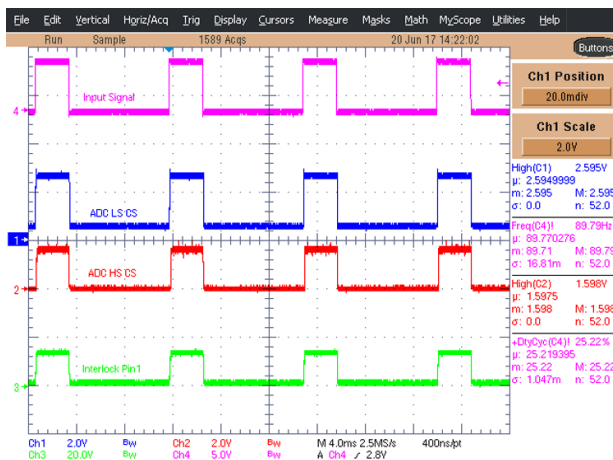 File Edit Vertical Horiz/Acq Trig Display Cursors Measure Masks Math MyScope Utilities Help
Run Sample 1589 Acqs 20 Jun 17 14:22:02
Buttons
Ch1 Position
20.0mdiv
Ch1 Scale
2.0V
4
Input Signal
High(C1) 2.595V
µ: 2.5949999
m: 2.595 M: 2.595
σ: 0.0 n: 52.0
ADC LS CS
1
Freq(C4)! 89.79Hz
µ: 89.770276
m: 89.71 M: 89.79
σ: 16.81m n: 52.0
ADC HS CS
2
High(C2) 1.598V
µ: 1.5975
m: 1.598 M: 1.598
σ: 0.0 n: 52.0
+DtyCyc(C4)! 25.22%
µ: 25.219395
m: 25.22 M: 25.22
σ: 1.047m n: 52.0
Interlock Pin1
3
Ch1 2.0V Bw Ch2 2.0V Bw M 4.0ms 2.5MS/s 400ns/pt
Ch3 20.0V Bw Ch4 5.0V Bw A Ch4 2.8V